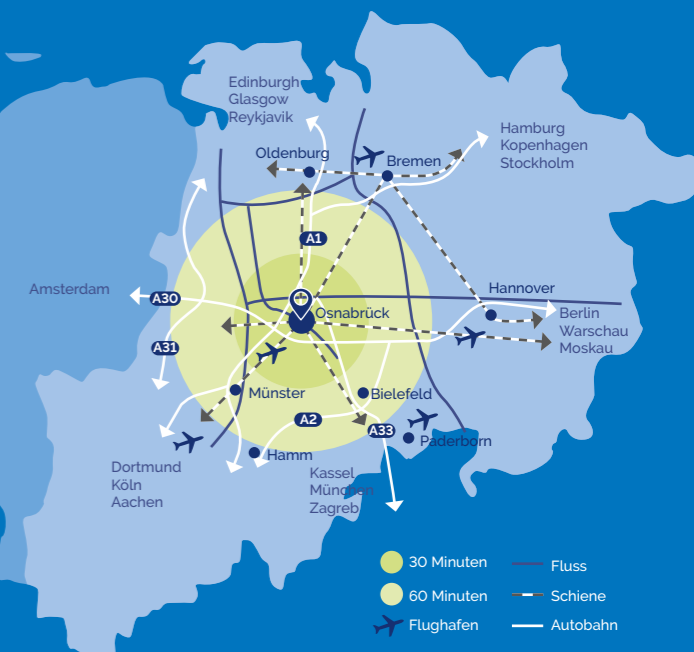 Edinburgh
Glasgow
Reykjavik
Hamburg
Kopenhagen
Stockholm
Oldenburg
Bremen
A1
Amsterdam
A30
Hannover
Osnabrück
Berlin
Warschau
Moskau
A31
Münster
Bielefeld
A2
A33
Paderborn
Hamm
Dortmund
Köln
Aachen
Kassel
München
Zagreb
30 Minuten
Fluss
60 Minuten
Schiene
Flughafen
Autobahn